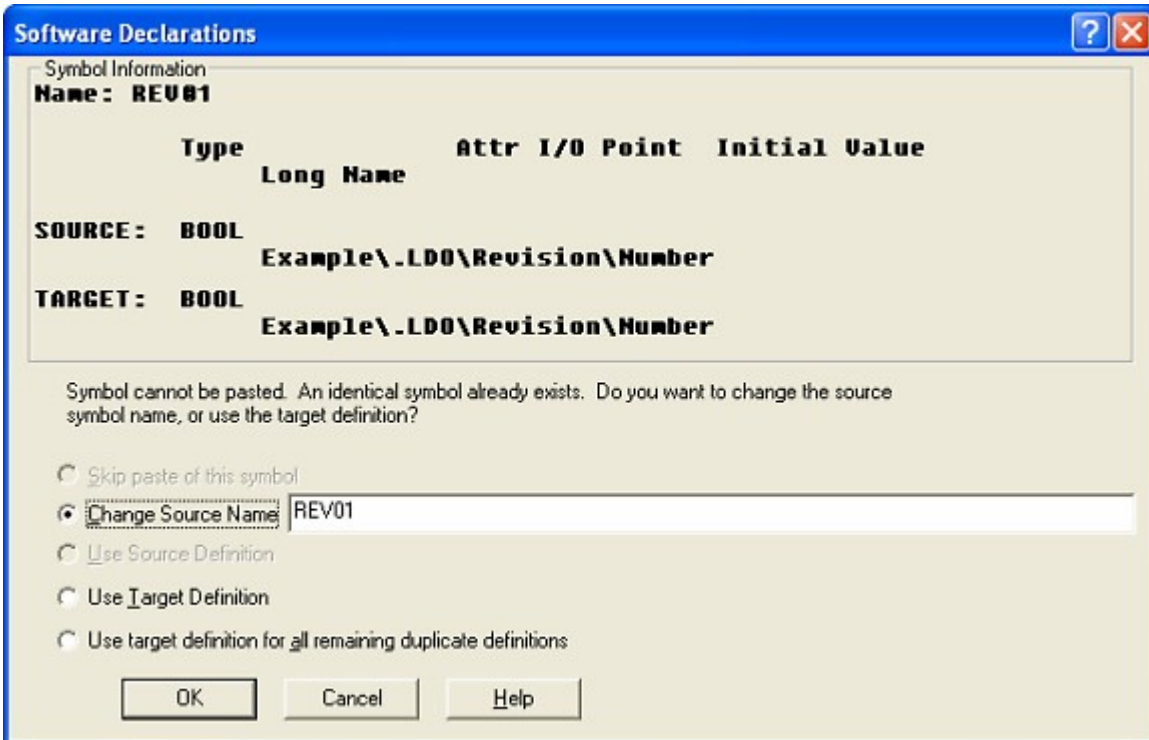 Software Declarations
Symbol Information
Name: REV01
Type Attr I/O Point Initial Value
Long Name
SOURCE: BOOL
Example\.LDO\Revision\Number
TARGET: BOOL
Example\.LDO\Revision\Number
Symbol cannot be pasted. An identical symbol already exists. Do you want to change the source
symbol name, or use the target definition?
Skip paste of this symbol
Change Source Name REV01
Use Source Definition
Use Target Definition
Use target definition for all remaining duplicate definitions
OK Cancel Help